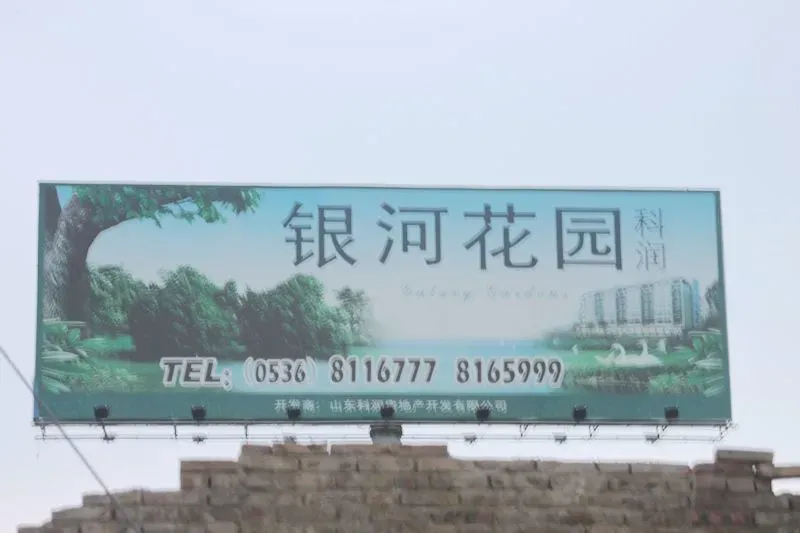 银河花园
科润
Galaxy Gardens
TEL:(0536) 8116777 8165999
开发商:山东科润房地产开发有限公司